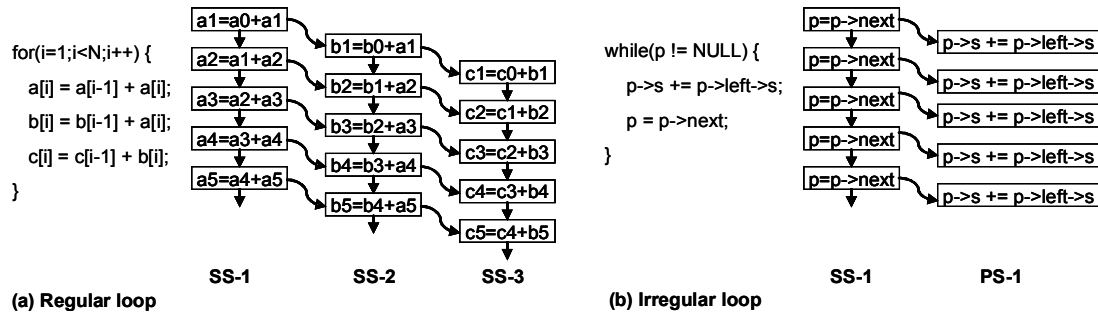 for(i=1;i<N;i++) {
a[i] = a[i-1] + a[i];
b[i] = b[i-1] + a[i];
c[i] = c[i-1] + b[i];
}
a1=a0+a1
a2=a1+a2
a3=a2+a3
a4=a3+a4
a5=a4+a5
SS-1
b1=b0+a1
b2=b1+a2
b3=b2+a3
b4=b3+a4
b5=b4+a5
SS-2
c1=c0+b1
c2=c1+b2
c3=c2+b3
c4=c3+b4
c5=c4+b5
SS-3
(a) Regular loop
while(p != NULL) {
p->s += p->left->s;
p = p->next;
}
p=p->next
p=p->next
p=p->next
p=p->next
p=p->next
SS-1
p->s += p->left->s
p->s += p->left->s
p->s += p->left->s
p->s += p->left->s
p->s += p->left->s
PS-1
(b) Irregular loop